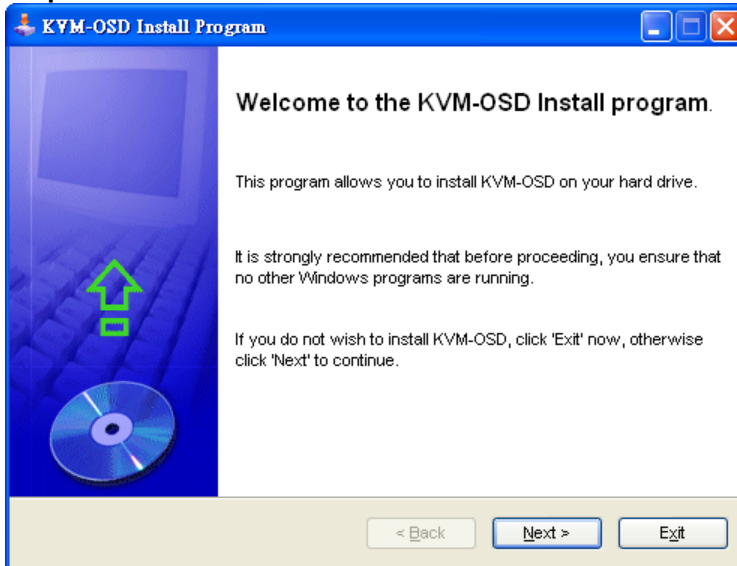 KVM-OSD Install Program
Welcome to the KVM-OSD Install program.
This program allows you to install KVM-OSD on your hard drive.
It is strongly recommended that before proceeding, you ensure that
no other Windows programs are running.
If you do not wish to install KVM-OSD, click 'Exit' now, otherwise
click 'Next' to continue.
< Back Next > Exit